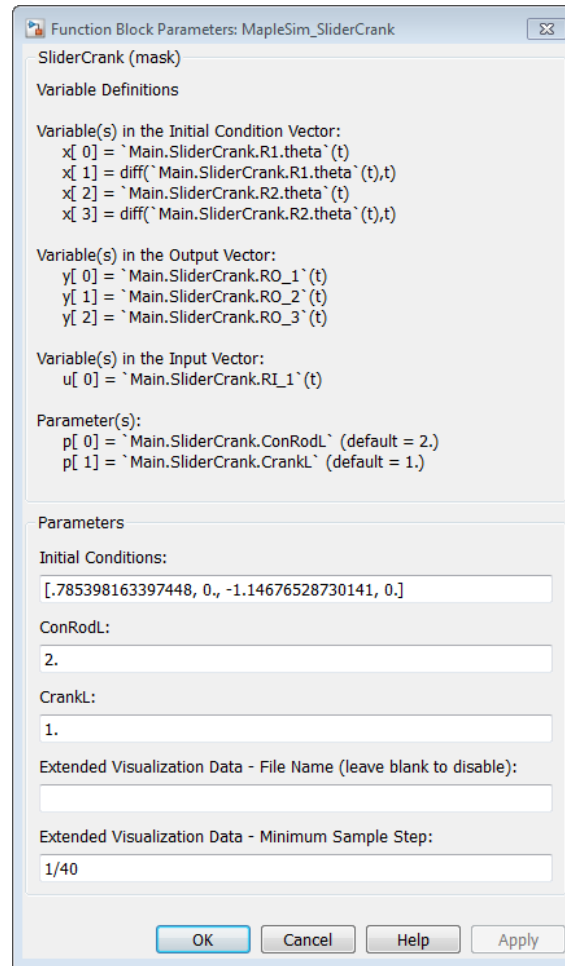 Function Block Parameters: MapleSim_SliderCrank
SliderCrank (mask)
Variable Definitions
Variable(s) in the Initial Condition Vector:
x[ 0] = `Main.SliderCrank.R1.theta`(t)
x[ 1] = diff(`Main.SliderCrank.R1.theta`(t),t)
x[ 2] = `Main.SliderCrank.R2.theta`(t)
x[ 3] = diff(`Main.SliderCrank.R2.theta`(t),t)
Variable(s) in the Output Vector:
y[ 0] = `Main.SliderCrank.RO_1`(t)
y[ 1] = `Main.SliderCrank.RO_2`(t)
y[ 2] = `Main.SliderCrank.RO_3`(t)
Variable(s) in the Input Vector:
u[ 0] = `Main.SliderCrank.RI_1`(t)
Parameter(s):
p[ 0] = `Main.SliderCrank.ConRodL` (default = 2.)
p[ 1] = `Main.SliderCrank.CrankL` (default = 1.)
Parameters
Initial Conditions:
[.785398163397448, 0., -1.14676528730141, 0.]
ConRodL:
2.
CrankL:
1.
Extended Visualization Data - File Name (leave blank to disable):
Extended Visualization Data - Minimum Sample Step:
1/40
OK Cancel Help Apply